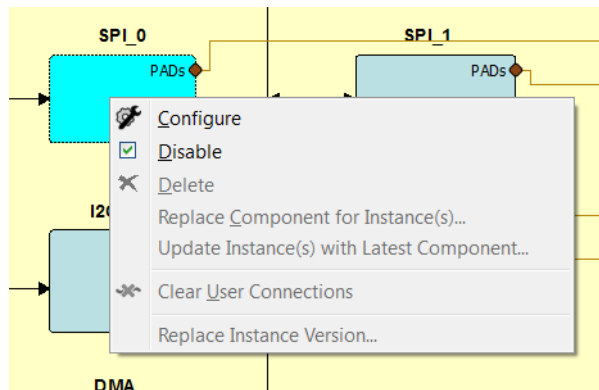 SPI_0
SPI_1
PADs
PADs
Configure
Disable
Delete
Replace Component for Instance(s)...
Update Instance(s) with Latest Component...
Clear User Connections
Replace Instance Version...
DMA